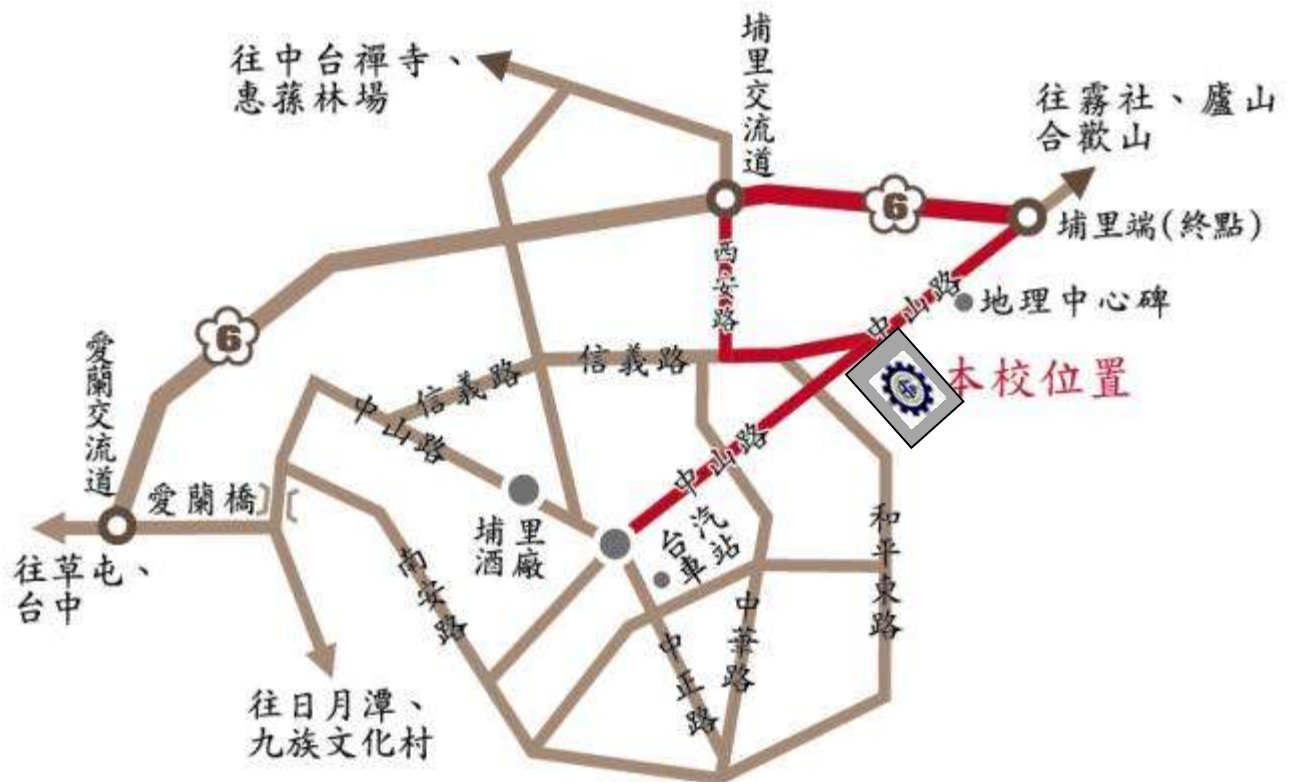 往中台禪寺、
惠蓀林場
埔里交流道
往霧社、廬山
合歡山
6
埔里端(終點)
西安路
中山路
地理中心碑
6
愛蘭交流道
信義路
信義路
本校位置
中山路
中山路
愛蘭橋
埔里
酒廠
台汽
車站
和平東路
往草屯、
台中
南安路
中華路
中正路
往日月潭、
九族文化村